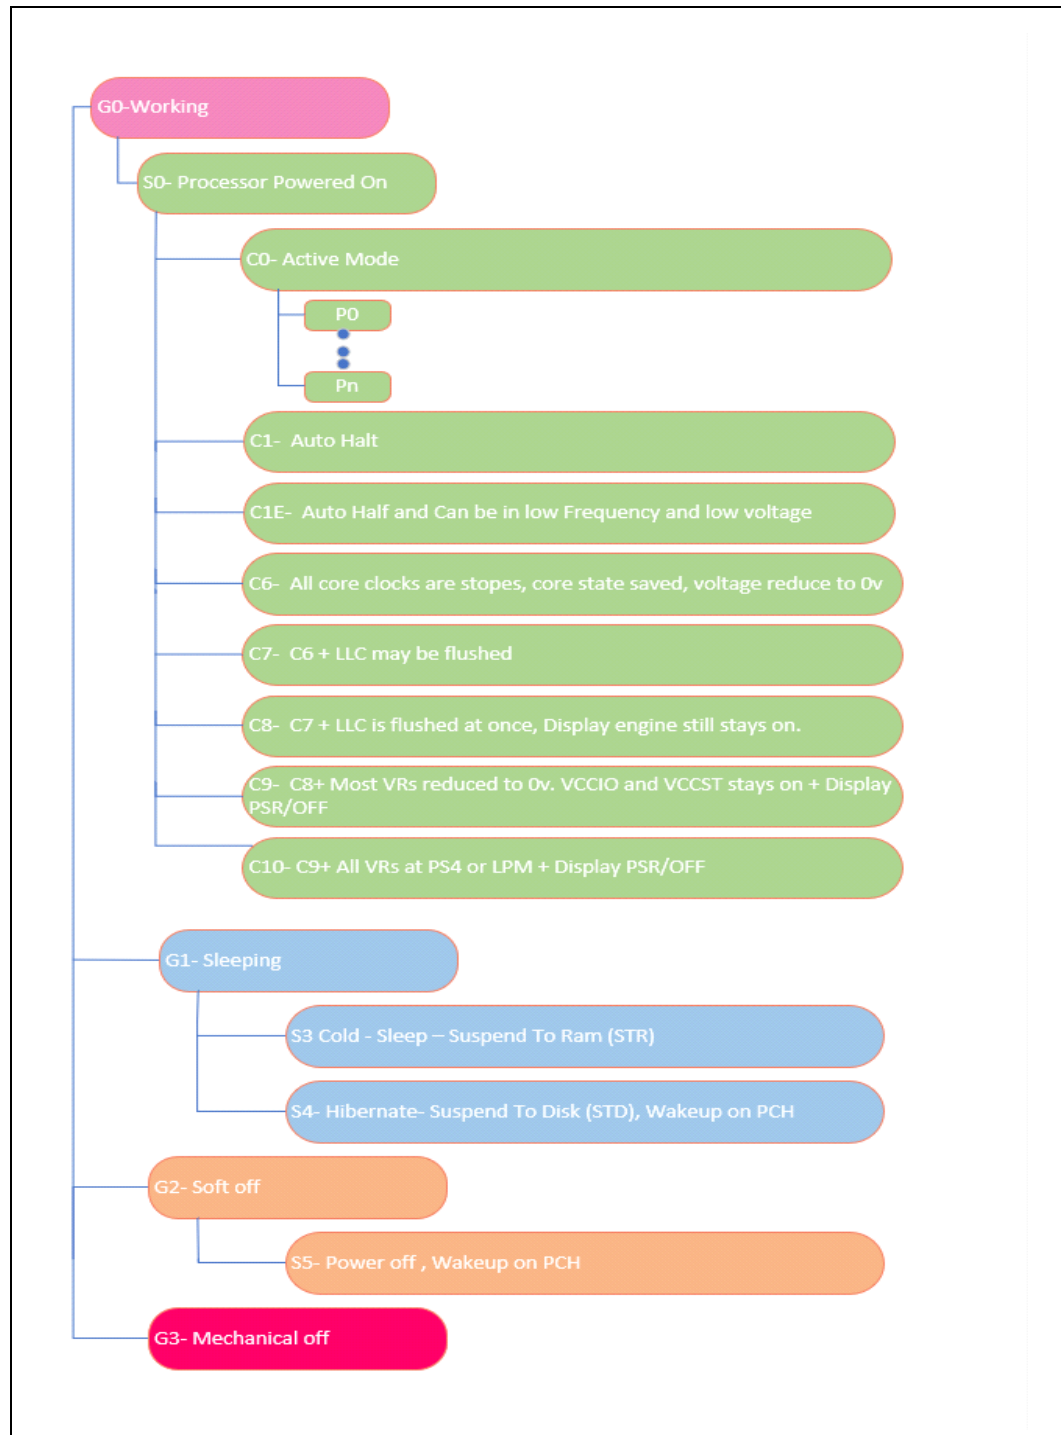 G0-Working
S0- Processor Powered On
C0- Active Mode
P0
Pn
C1-  Auto Halt
C1E-  Auto Half and Can be in low Frequency and low voltage
C6-  All core clocks are stopes, core state saved, voltage reduce to 0v
C7-  C6 + LLC may be flushed
C8-  C7 + LLC is flushed at once, Display engine still stays on.
C9-  C8+ Most VRs reduced to 0v. VCCIO and VCCST stays on + Display
PSR/OFF
C10- C9+ All VRs at PS4 or LPM + Display PSR/OFF
G1- Sleeping
S3 Cold - Sleep – Suspend To Ram (STR)
S4- Hibernate- Suspend To Disk (STD), Wakeup on PCH
G2- Soft off
S5- Power off , Wakeup on PCH
G3- Mechanical off